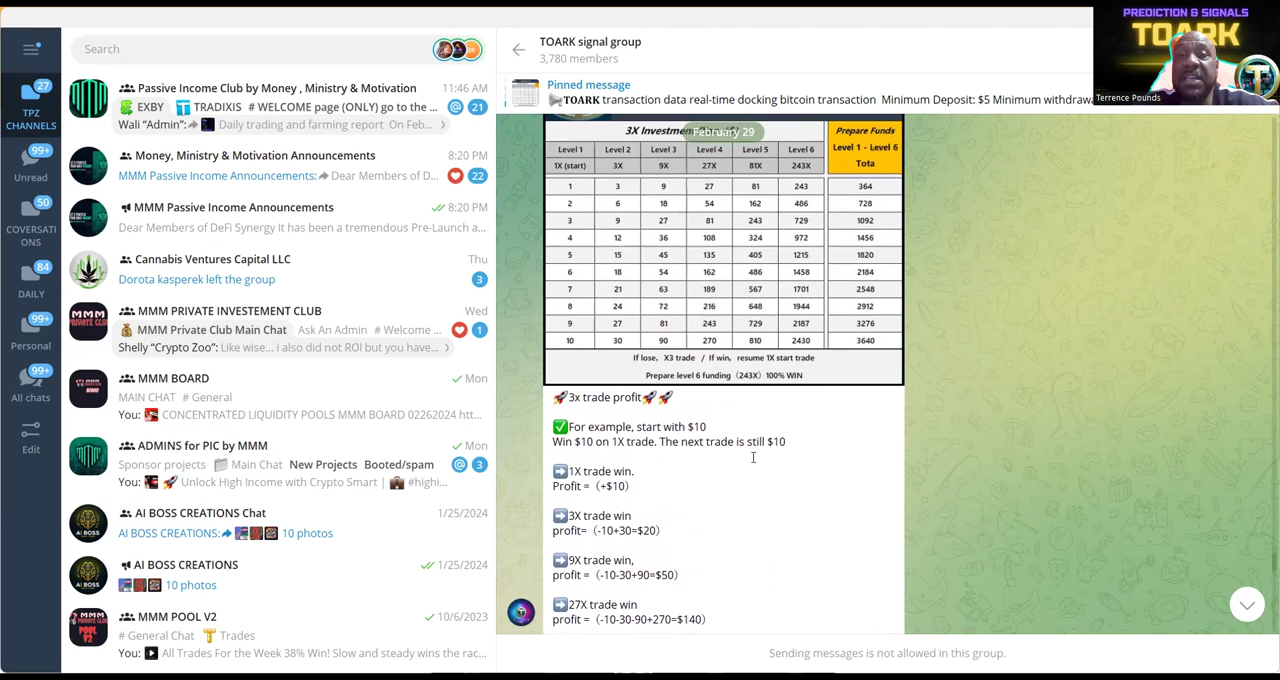 PREDICTION & SIGNALS
TOARK
Terrence Pounds
Search
27
TPZ
CHANNELS
99+
Unread
50
COVERSATI
ONS
84
DAILY
99+
Personal
99+
All chats
Edit
Passive Income Club by Money , Ministry & Motivation 11:46 AM
EXBY TRADIXIS # WELCOME page (ONLY) go to the ... @ 21
Wali “Admin”: Daily trading and farming report On Feb...
Money, Ministry & Motivation Announcements 8:20 PM
MMM Passive Income Announcements: Dear Members of D... 22
MMM Passive Income Announcements 8:20 PM
Dear Members of DeFi Synergy It has been a tremendous Pre-Launch a...
Cannabis Ventures Capital LLC Thu
Dorota kasperek left the group 3
MMM PRIVATE INVESTEMENT CLUB Wed
MMM Private Club Main Chat Ask An Admin # Welcome ... 1
Shelly “Crypto Zoo”: Like wise... i also did not ROI but you have...
MMM BOARD Mon
MAIN CHAT # General
You: CONCENTRATED LIQUIDITY POOLS MMM BOARD 02262024 htt...
ADMINS for PIC by MMM Mon
Sponsor projects Main Chat New Projects Booted/spam @ 3
You: Unlock High Income with Crypto Smart | #highi...
AI BOSS CREATIONS Chat 1/25/2024
AI BOSS CREATIONS: 10 photos
AI BOSS CREATIONS 1/25/2024
10 photos
MMM POOL V2 10/6/2023
# General Chat Trades
You: All Trades For the Week 38% Win! Slow and steady wins the rac...
TOARK signal group
3,780 members
Pinned message
TOARK transaction data real-time docking bitcoin transaction Minimum Deposit: $5 Minimum withdrawa
3X Investmen
February 29
Prepare Funds
Level 1 - Level 6
Tota
Level 1 Level 2 Level 3 Level 4 Level 5 Level 6
1X (start) 3X 9X 27X 81X 243X
1 3 9 27 81 243 364
2 6 18 54 162 486 728
3 9 27 81 243 729 1092
4 12 36 108 324 972 1456
5 15 45 135 405 1215 1820
6 18 54 162 486 1458 2184
7 21 63 189 567 1701 2548
8 24 72 216 648 1944 2912
9 27 81 243 729 2187 3276
10 30 90 270 810 2430 3640
If lose, X3 trade / If win, resume 1X start trade
Prepare level 6 funding (243X) 100% WIN
🚀3x trade profit🚀🚀
✅For example, start with $10
Win $10 on 1X trade. The next trade is still $10
➡️1X trade win.
Profit = （+$10）
➡️3X trade win
profit=（-10+30=$20）
➡️9X trade win,
profit =（-10-30+90=$50）
➡️27X trade win
profit =（-10-30-90+270=$140）
Sending messages is not allowed in this group.